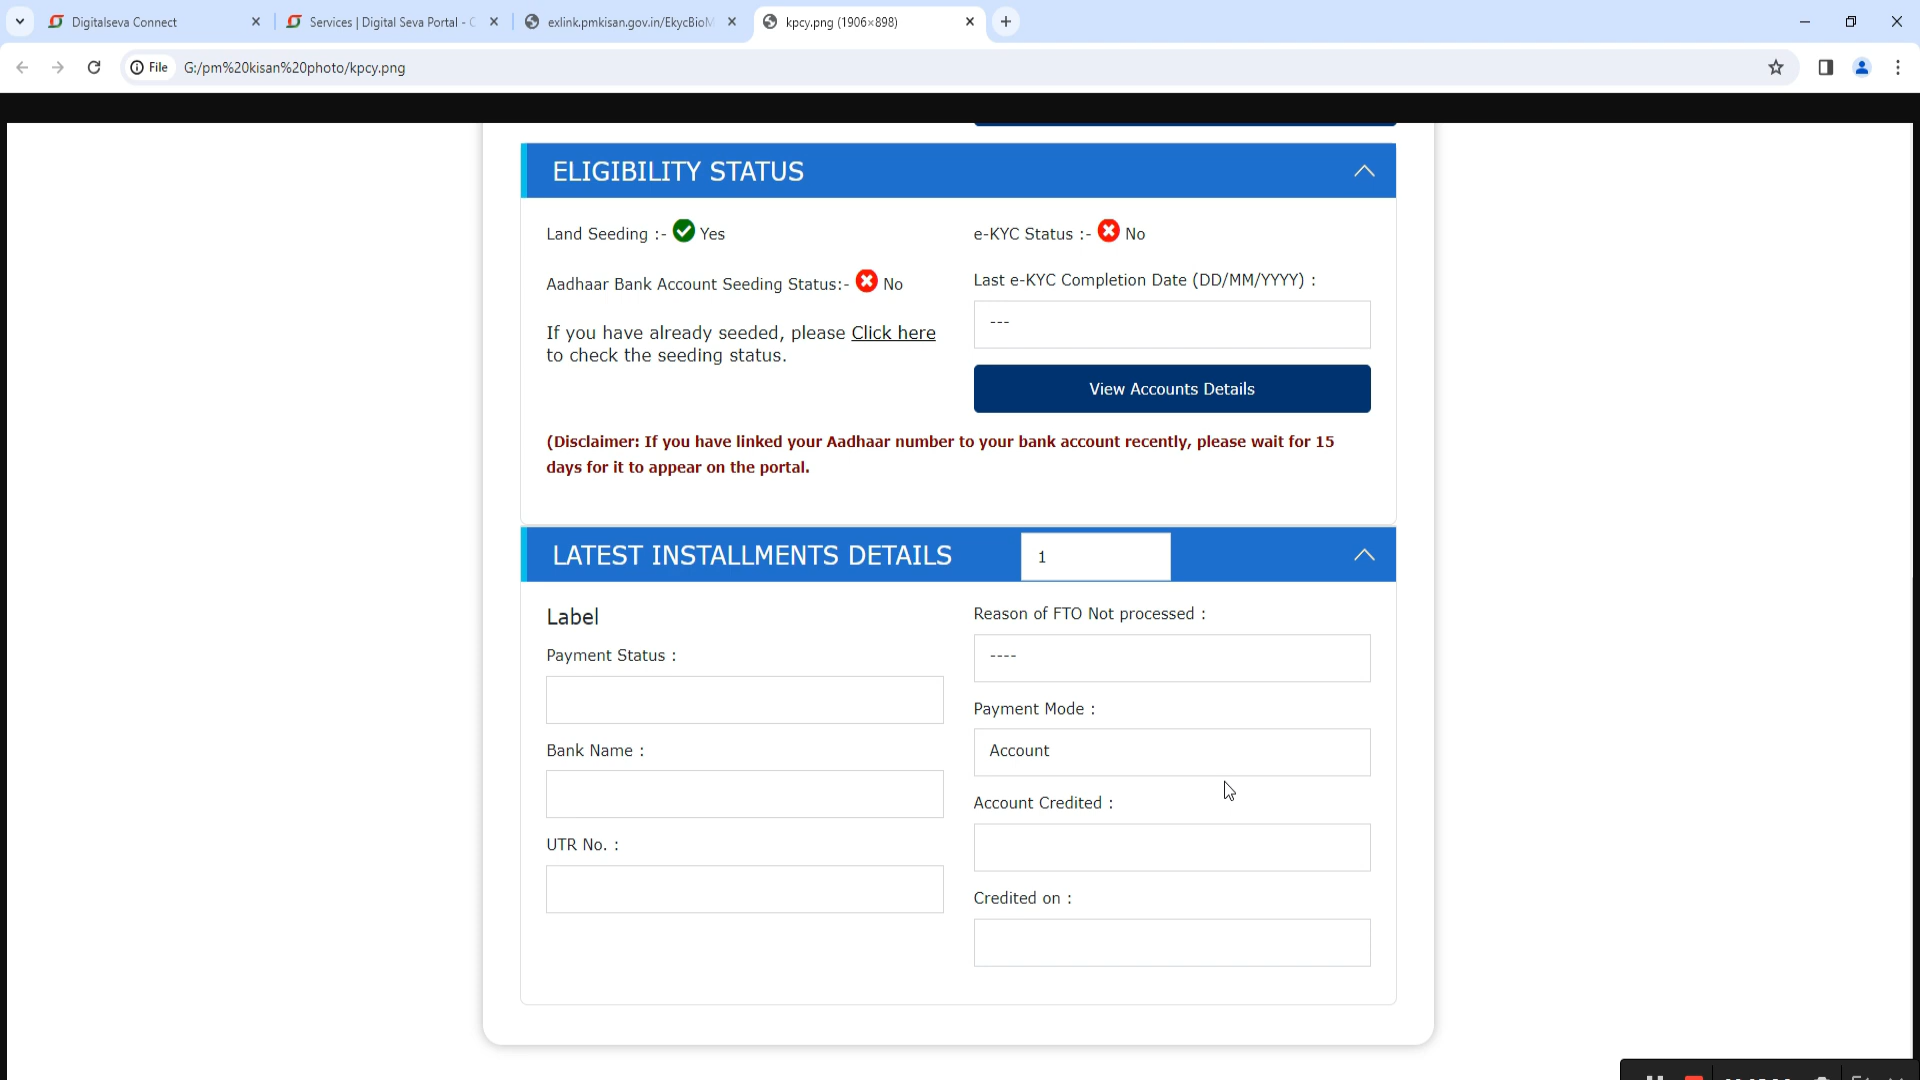 Digitalseva Connect
Services | Digital Seva Portal - C
exlink.pmkisan.gov.in/EkycBioM
kpcy.png (1906×898)
File
G:/pm%20kisan%20photo/kpcy.png
ELIGIBILITY STATUS
Land Seeding :- Yes
e-KYC Status :- No
Aadhaar Bank Account Seeding Status:- No
Last e-KYC Completion Date (DD/MM/YYYY) :
---
If you have already seeded, please Click here
to check the seeding status.
View Accounts Details
(Disclaimer: If you have linked your Aadhaar number to your bank account recently, please wait for 15
days for it to appear on the portal.
LATEST INSTALLMENTS DETAILS 1
Label
Reason of FTO Not processed :
----
Payment Status :
Payment Mode :
Account
Bank Name :
Account Credited :
UTR No. :
Credited on :